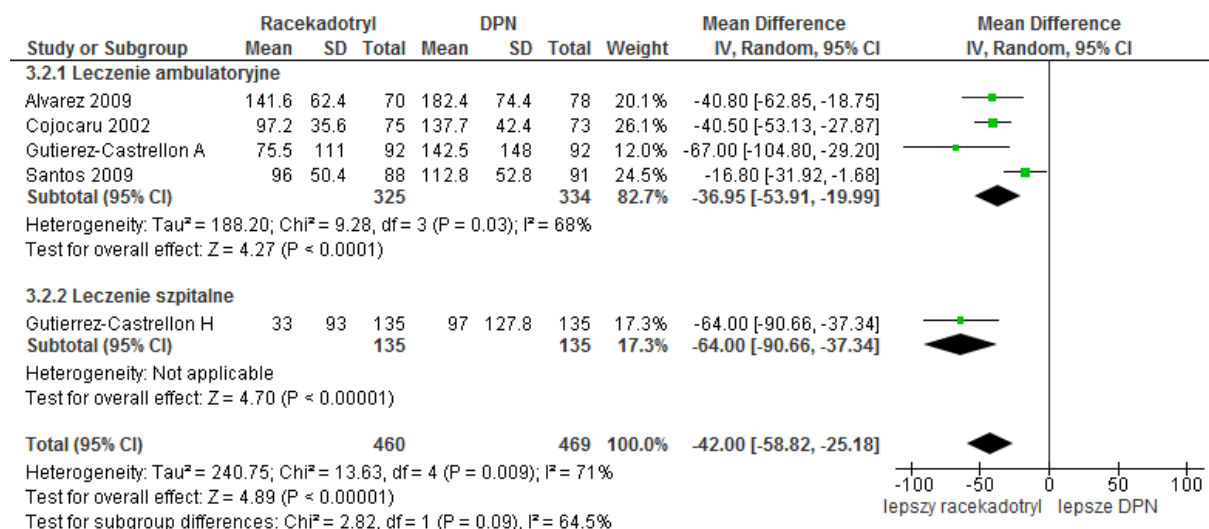 Racekadotryl DPN Mean Difference Mean Difference
Study or Subgroup Mean SD Total Mean SD Total Weight IV, Random, 95% CI IV, Random, 95% CI
3.2.1 Leczenie ambulatoryjne
Alvarez 2009 141.6 62.4 70 182.4 74.4 78 20.1% -40.80 [-62.85, -18.75]
Cojocaru 2002 97.2 35.6 75 137.7 42.4 73 26.1% -40.50 [-53.13, -27.87]
Gutierez-Castrellon A 75.5 111 92 142.5 148 92 12.0% -67.00 [-104.80, -29.20]
Santos 2009 96 50.4 88 112.8 52.8 91 24.5% -16.80 [-31.92, -1.68]
Subtotal (95% CI) 325 334 82.7% -36.95 [-53.91, -19.99]
Heterogeneity: Tau² = 188.20; Chi² = 9.28, df = 3 (P = 0.03); I² = 68%
Test for overall effect: Z = 4.27 (P < 0.0001)
3.2.2 Leczenie szpitalne
Gutierrez-Castrellon H 33 93 135 97 127.8 135 17.3% -64.00 [-90.66, -37.34]
Subtotal (95% CI) 135 135 17.3% -64.00 [-90.66, -37.34]
Heterogeneity: Not applicable
Test for overall effect: Z = 4.70 (P < 0.00001)
Total (95% CI) 460 469 100.0% -42.00 [-58.82, -25.18]
Heterogeneity: Tau² = 240.75; Chi² = 13.63, df = 4 (P = 0.009); I² = 71%
Test for overall effect: Z = 4.89 (P < 0.00001)
Test for subgroup differences: Chi² = 2.82, df = 1 (P = 0.09), I² = 64.5%
-100 -50 0 50 100
lepszy racekadotryl lepsze DPN